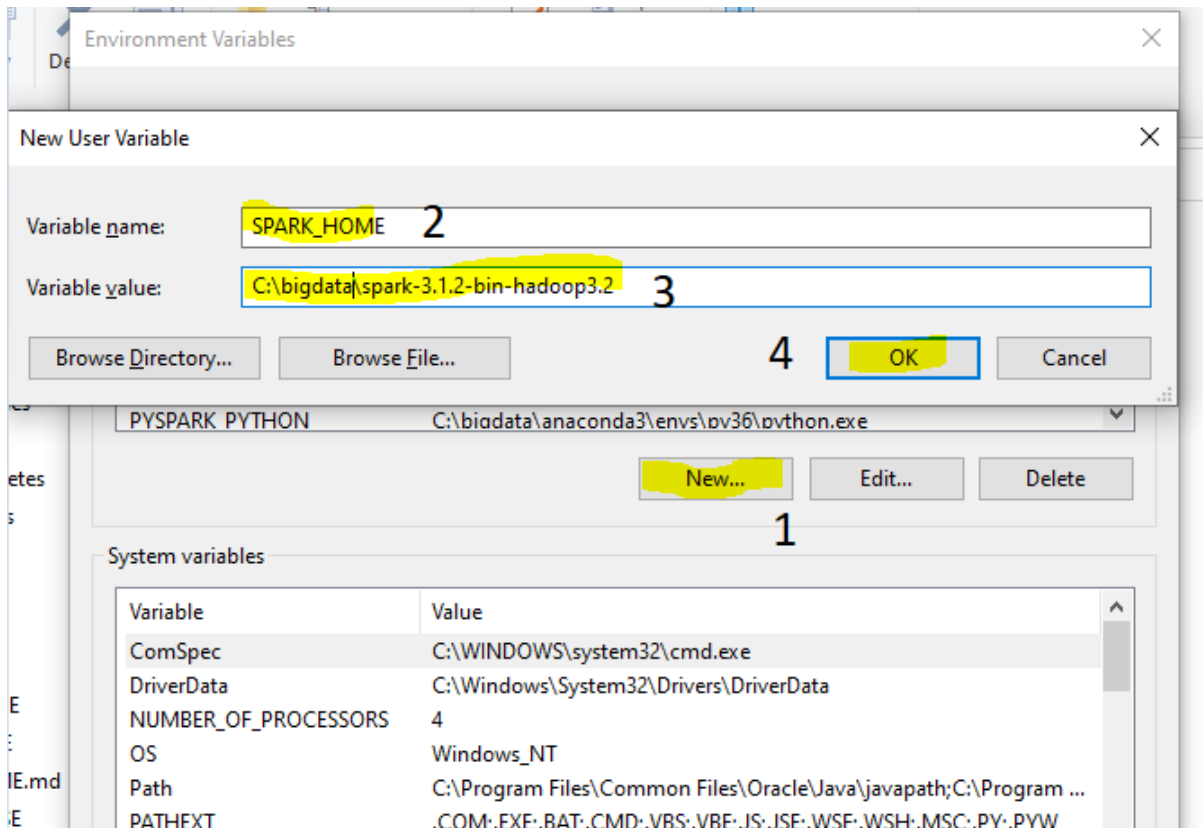 De
Environment Variables
New User Variable
Variable name: SPARK_HOME 2
Variable value: C:\bigdata\spark-3.1.2-bin-hadoop3.2 3
Browse Directory... Browse File... 4 OK Cancel
PYSPARK_PYTHON C:\bigdata\anaconda3\envs\py36\python.exe
etes
New... Edit... Delete
1
System variables
Variable Value
ComSpec C:\WINDOWS\system32\cmd.exe
DriverData C:\Windows\System32\Drivers\DriverData
E
NUMBER_OF_PROCESSORS 4
OS Windows_NT
IE.md
Path C:\Program Files\Common Files\Oracle\Java\javapath;C:\Program ...
PATHEXT .COM;.EXE;.BAT;.CMD;.VBS;.VBE;.JS;.JSE;.WSF;.WSH;.MSC;.PY;.PYW